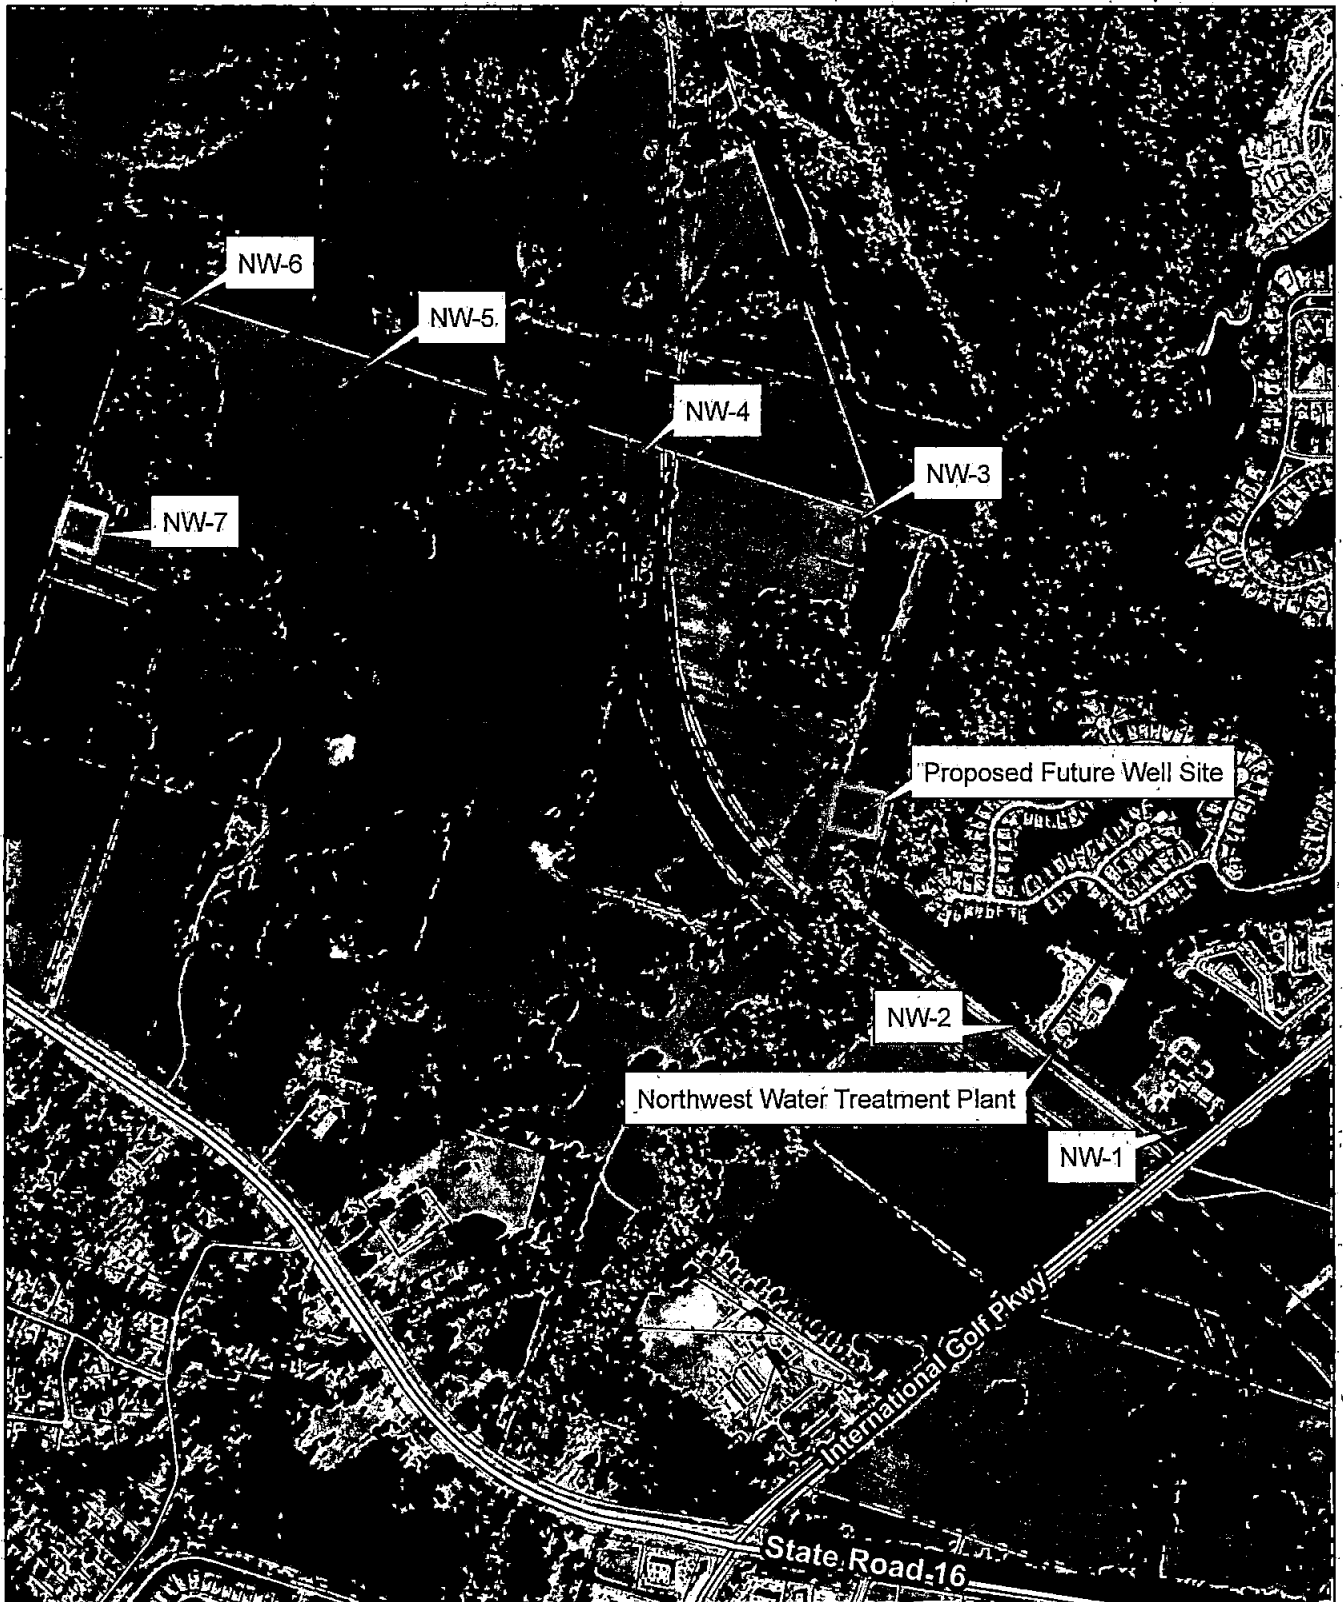 NW-6
NW-5
NW-4
NW-3
NW-7
Proposed Future Well Site
NW-2
Northwest Water Treatment Plant
NW-1
International Golf Pkwy
State Road 16